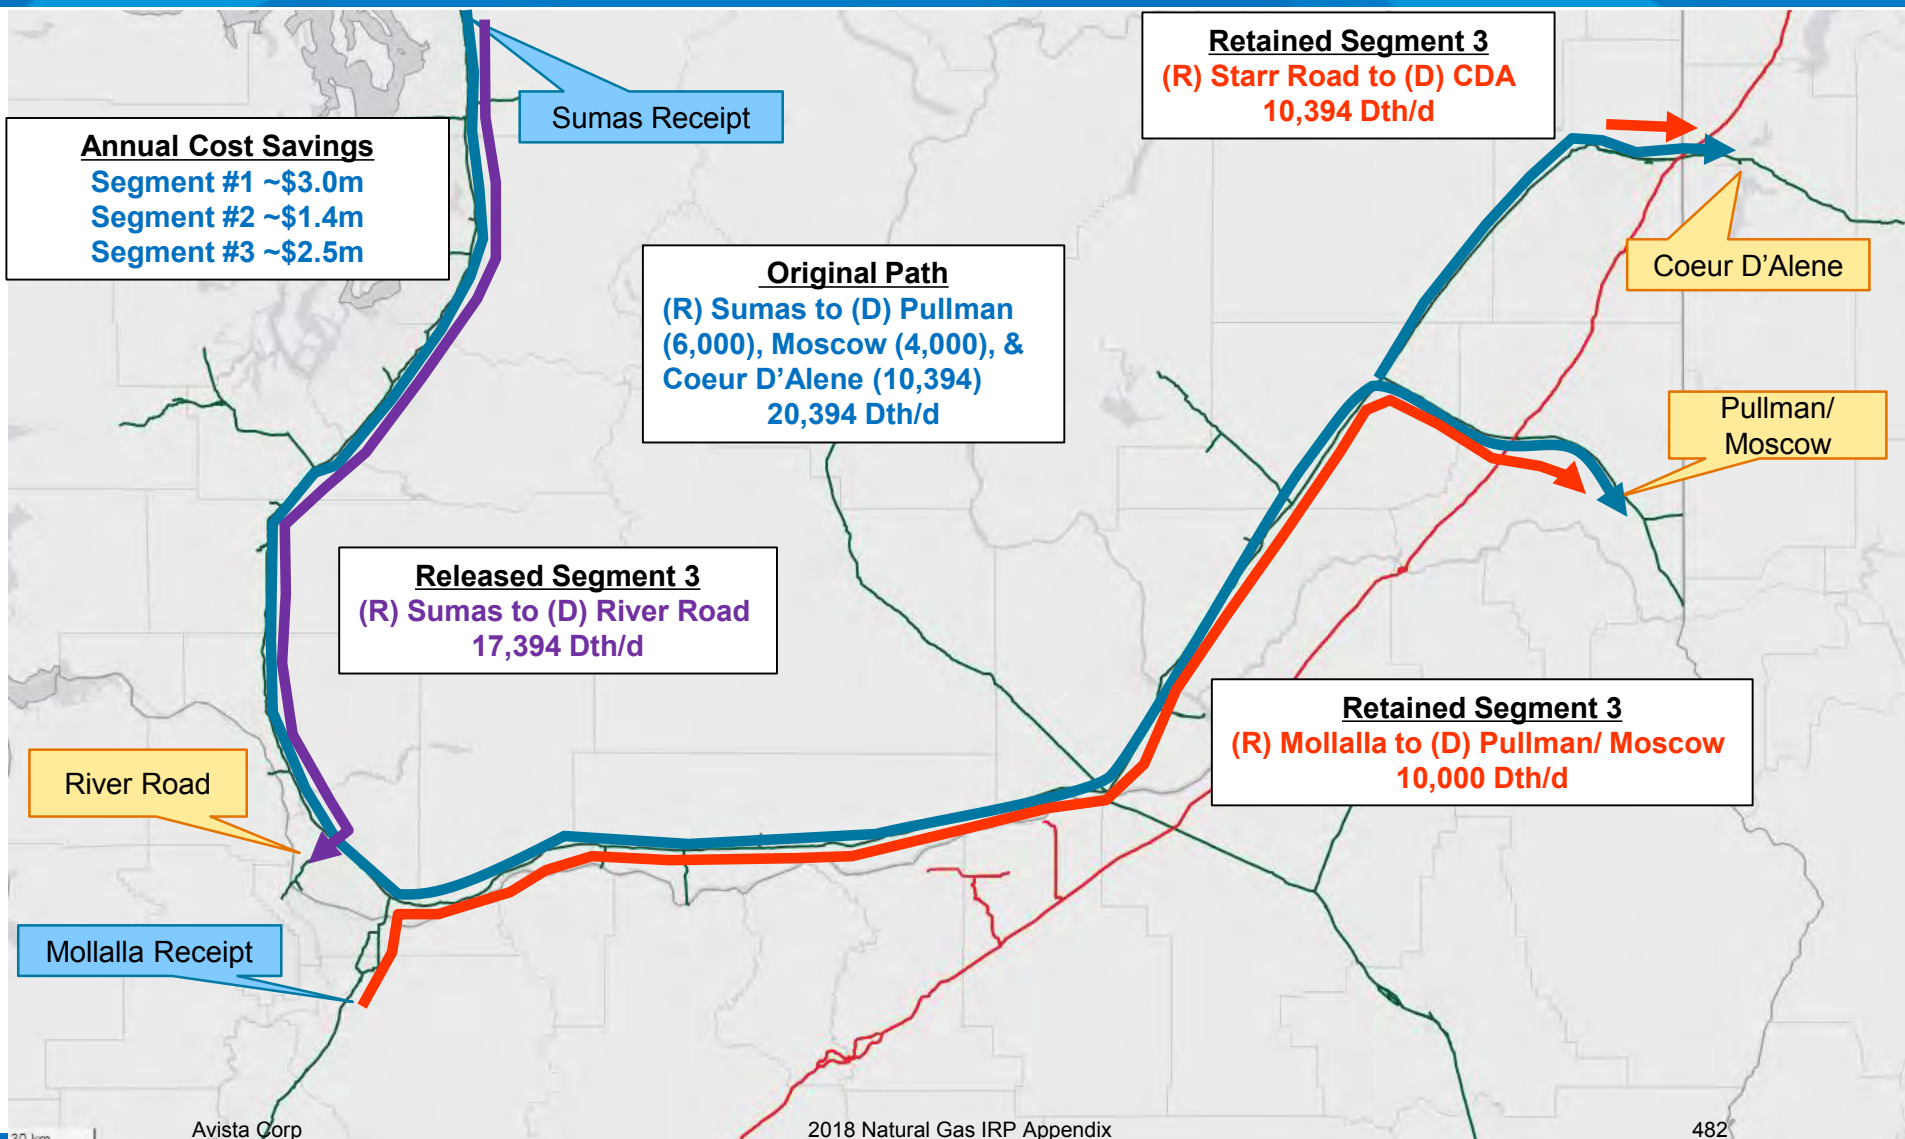 Retained Segment 3
(R) Starr Road to (D) CDA
10,394 Dth/d
Sumas Receipt
Annual Cost Savings
Segment #1 ~$3.0m
Segment #2 ~$1.4m
Segment #3 ~$2.5m
Original Path
(R) Sumas to (D) Pullman
(6,000), Moscow (4,000), &
Coeur D'Alene (10,394)
20,394 Dth/d
Coeur D'Alene
Pullman/
Moscow
Released Segment 3
(R) Sumas to (D) River Road
17,394 Dth/d
Retained Segment 3
(R) Mollalla to (D) Pullman/ Moscow
10,000 Dth/d
River Road
Mollalla Receipt
Avista Corp
2018 Natural Gas IRP Appendix
482